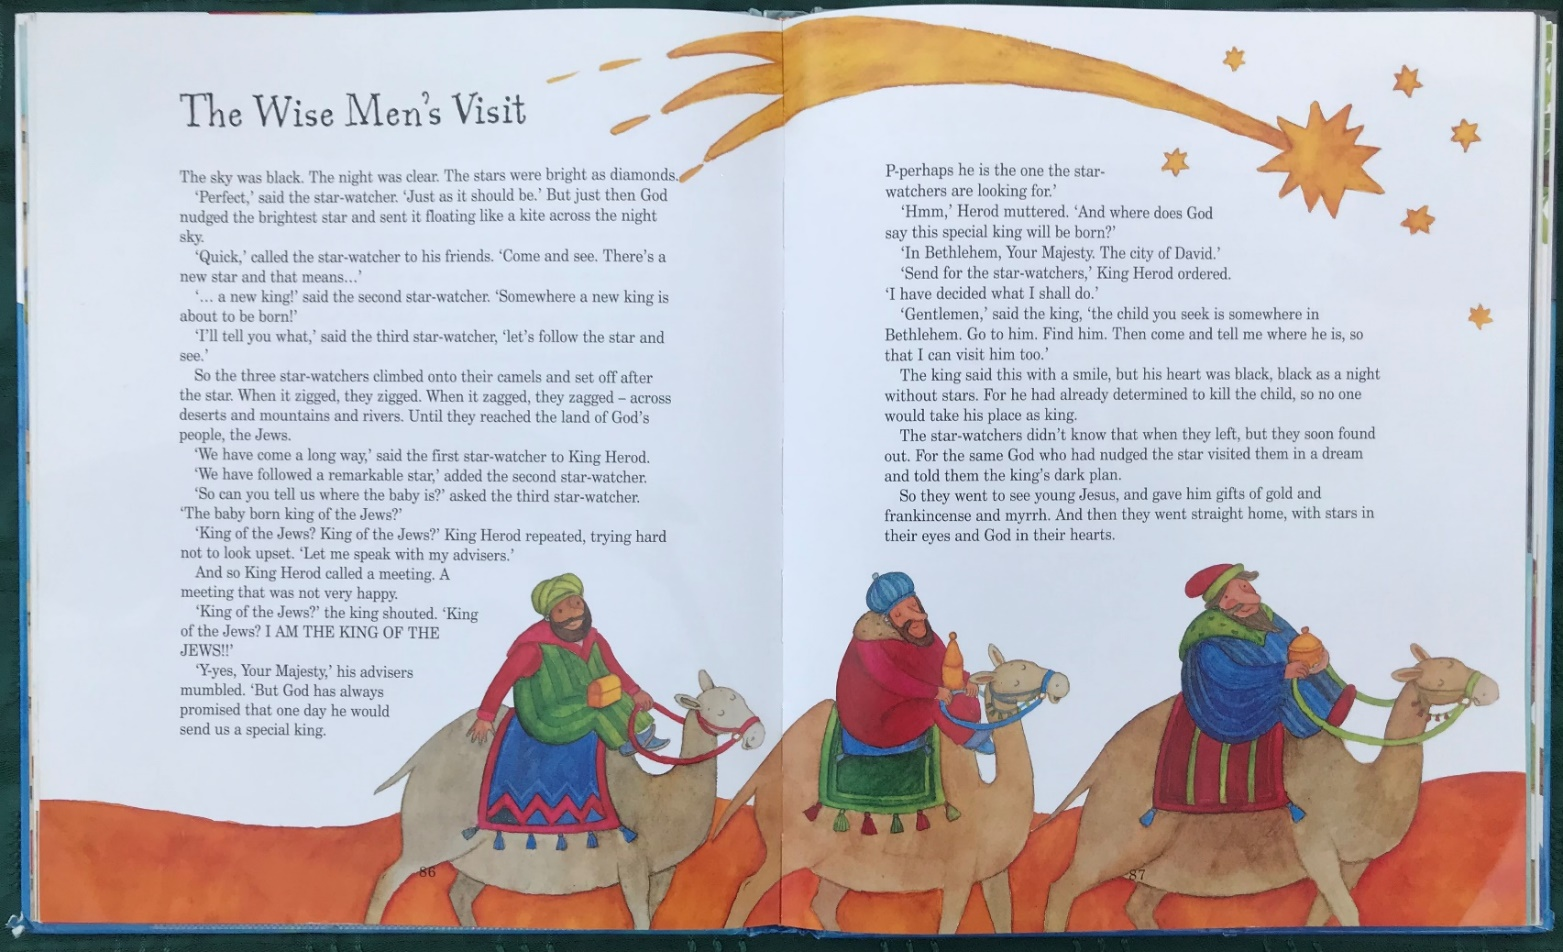 The Wise Men's Visit
The sky was black. The night was clear. The stars were bright as diamonds.
‘Perfect,’ said the star-watcher. ‘Just as it should be.’ But just then God
nudged the brightest star and sent it floating like a kite across the night
sky.
‘Quick,’ called the star-watcher to his friends. ‘Come and see. There’s a
new star and that means…’
‘… a new king!’ said the second star-watcher. ‘Somewhere a new king is
about to be born!’
‘I’ll tell you what,’ said the third star-watcher, ‘let’s follow the star and
see.’
So the three star-watchers climbed onto their camels and set off after
the star. When it zigged, they zigged. When it zagged, they zagged – across
deserts and mountains and rivers. Until they reached the land of God’s
people, the Jews.
‘We have come a long way,’ said the first star-watcher to King Herod.
‘We have followed a remarkable star,’ added the second star-watcher.
‘So can you tell us where the baby is?’ asked the third star-watcher.
‘The baby born king of the Jews?’
‘King of the Jews? King of the Jews?’ King Herod repeated, trying hard
not to look upset. ‘Let me speak with my advisers.’
And so King Herod called a meeting. A
meeting that was not very happy.
‘King of the Jews?’ the king shouted. ‘King
of the Jews? I AM THE KING OF THE
JEWS!!’
‘Y-yes, Your Majesty,’ his advisers
mumbled. ‘But God has always
promised that one day he would
send us a special king.
86
P-perhaps he is the one the star-
watchers are looking for.’
‘Hmm,’ Herod muttered. ‘And where does God
say this special king will be born?’
‘In Bethlehem, Your Majesty. The city of David.’
‘Send for the star-watchers,’ King Herod ordered.
‘I have decided what I shall do.’
‘Gentlemen,’ said the king, ‘the child you seek is somewhere in
Bethlehem. Go to him. Find him. Then come and tell me where he is, so
that I can visit him too.’
The king said this with a smile, but his heart was black, black as a night
without stars. For he had already determined to kill the child, so no one
would take his place as king.
The star-watchers didn’t know that when they left, but they soon found
out. For the same God who had nudged the star visited them in a dream
and told them the king’s dark plan.
So they went to see young Jesus, and gave him gifts of gold and
frankincense and myrrh. And then they went straight home, with stars in
their eyes and God in their hearts.
87